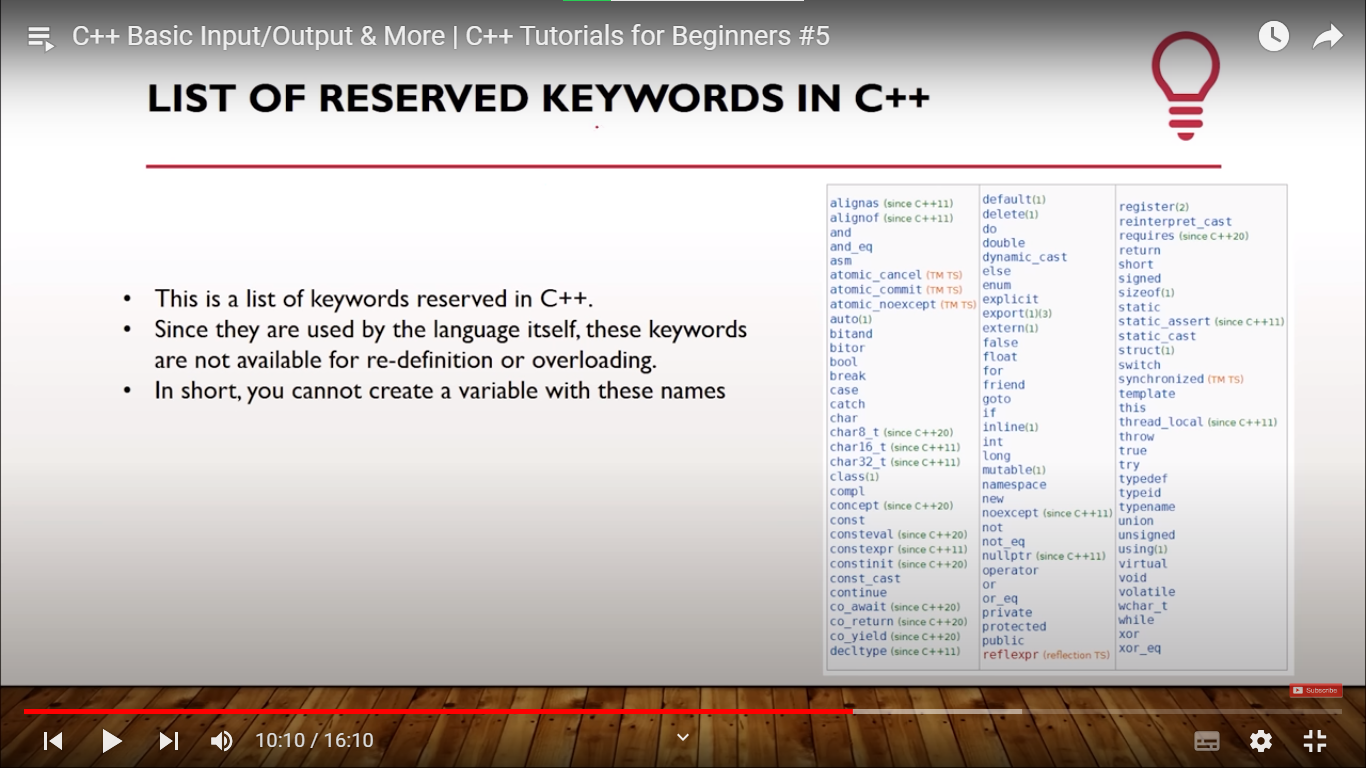 C++ Basic Input/Output & More | C++ Tutorials for Beginners #5
LIST OF RESERVED KEYWORDS IN C++
• This is a list of keywords reserved in C++.
• Since they are used by the language itself, these keywords
are not available for re-definition or overloading.
• In short, you cannot create a variable with these names
alignas (since C++11)
alignof (since C++11)
and
and_eq
asm
atomic_cancel (TM TS)
atomic_commit (TM TS)
atomic_noexcept (TM TS)
auto(1)
bitand
bitor
bool
break
case
catch
char
char8_t (since C++20)
char16_t (since C++11)
char32_t (since C++11)
class(1)
compl
concept (since C++20)
const
consteval (since C++20)
constexpr (since C++11)
constinit (since C++20)
const_cast
continue
co_await (since C++20)
co_return (since C++20)
co_yield (since C++20)
decltype (since C++11)
default(1)
delete(1)
do
double
dynamic_cast
else
enum
explicit
export(1)(3)
extern(1)
false
float
for
friend
goto
if
inline(1)
int
long
mutable(1)
namespace
new
noexcept (since C++11)
not
not_eq
nullptr (since C++11)
operator
or
or_eq
private
protected
public
reflexpr (reflection TS)
register(2)
reinterpret_cast
requires (since C++20)
return
short
signed
sizeof(1)
static
static_assert (since C++11)
static_cast
struct(1)
switch
synchronized (TM TS)
template
this
thread_local (since C++11)
throw
true
try
typedef
typeid
typename
union
unsigned
using(1)
virtual
void
volatile
wchar_t
while
xor
xor_eq
Subscribe
10:10 / 16:10